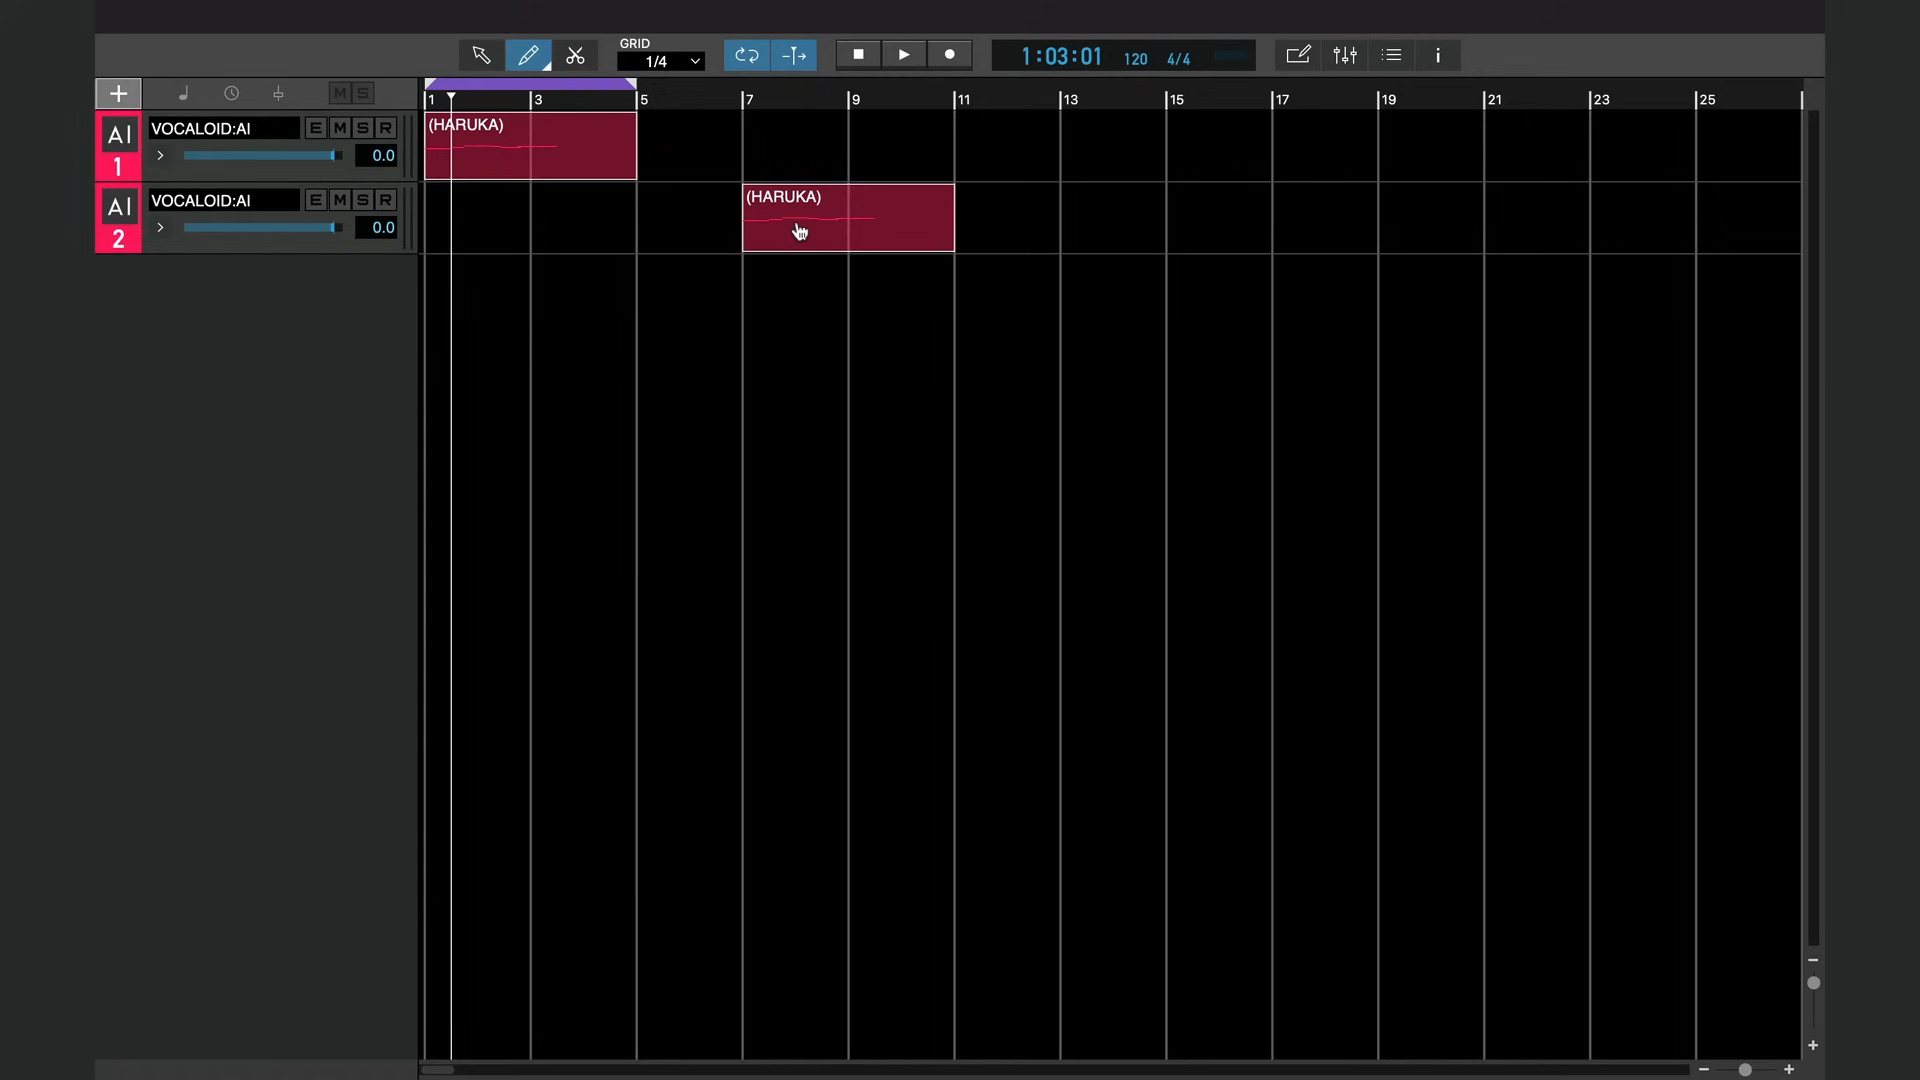 GRID
1/4
1:03:01 120 4/4
i
M S
1 3 5 7 9 11 13 15 17 19 21 23 25
AI VOCALOID:AI E M S R
1 0.0
(HARUKA)
AI VOCALOID:AI E M S R
2 0.0
(HARUKA)